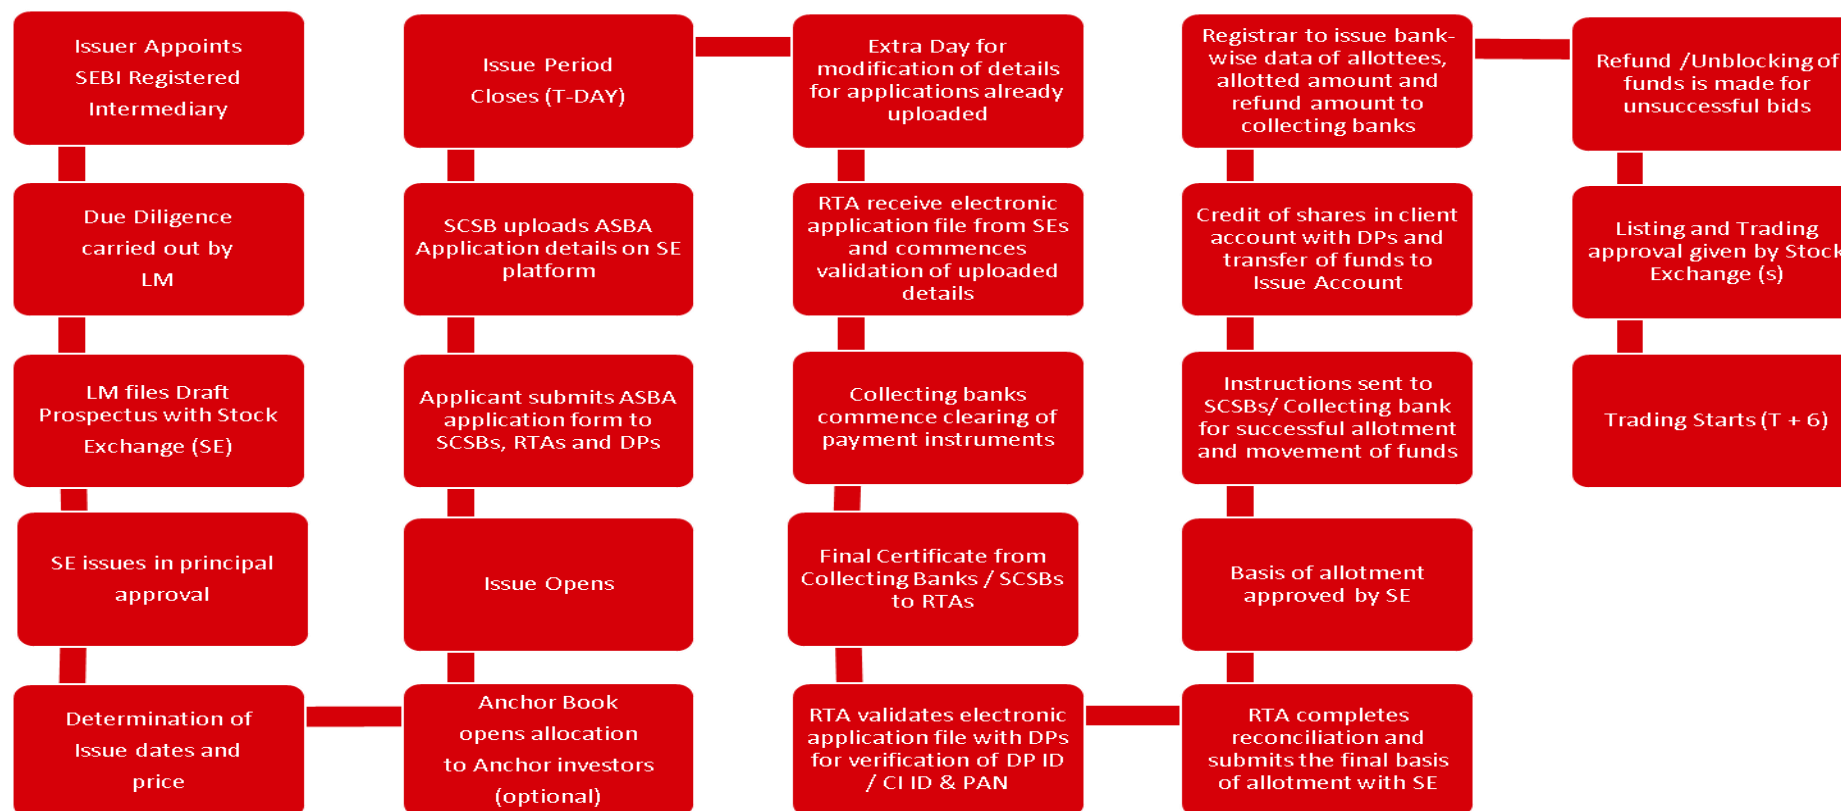 Issuer Appoints
SEBI Registered
Intermediary
Due Diligence
carried out by
LM
LM files Draft
Prospectus with Stock
Exchange (SE)
SE issues in principal
approval
Determination of
Issue dates and
price
Anchor Book
opens allocation
to Anchor investors
(optional)
Issue Opens
Applicant submits ASBA
application form to
SCSBs, RTAs and DPs
SCSB uploads ASBA
Application details on SE
platform
Issue Period
Closes (T-DAY)
Extra Day for
modification of details
for applications already
uploaded
RTA receive electronic
application file from SEs
and commences
validation of uploaded
details
Collecting banks
commence clearing of
payment instruments
Final Certificate from
Collecting Banks / SCSBs
to RTAs
RTA validates electronic
application file with DPs
for verification of DP ID
/ CI ID & PAN
RTA completes
reconciliation and
submits the final basis
of allotment with SE
Basis of allotment
approved by SE
Instructions sent to
SCSBs/ Collecting bank
for successful allotment
and movement of funds
Credit of shares in client
account with DPs and
transfer of funds to
Issue Account
Registrar to issue bank-
wise data of allottees,
allotted amount and
refund amount to
collecting banks
Refund /Unblocking of
funds is made for
unsuccessful bids
Listing and Trading
approval given by Stock
Exchange (s)
Trading Starts (T + 6)